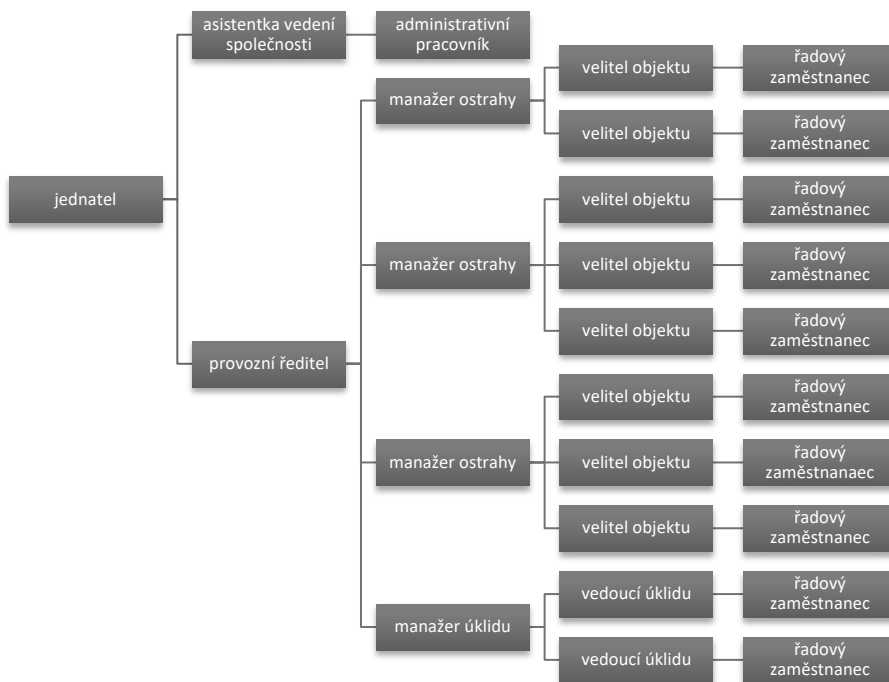 asistentka vedení
společnosti
administrativní
pracovník
velitel objektu
řadový
zaměstnanec
manažer ostrahy
velitel objektu
řadový
zaměstnanec
jednatel
velitel objektu
řadový
zaměstnanec
manažer ostrahy
velitel objektu
řadový
zaměstnanec
velitel objektu
řadový
zaměstnanec
provozní ředitel
velitel objektu
řadový
zaměstnanec
manažer ostrahy
velitel objektu
řadový
zaměstnanaec
velitel objektu
řadový
zaměstnanec
vedoucí úklidu
řadový
zaměstnanec
manažer úklidu
vedoucí úklidu
řadový
zaměstnanec